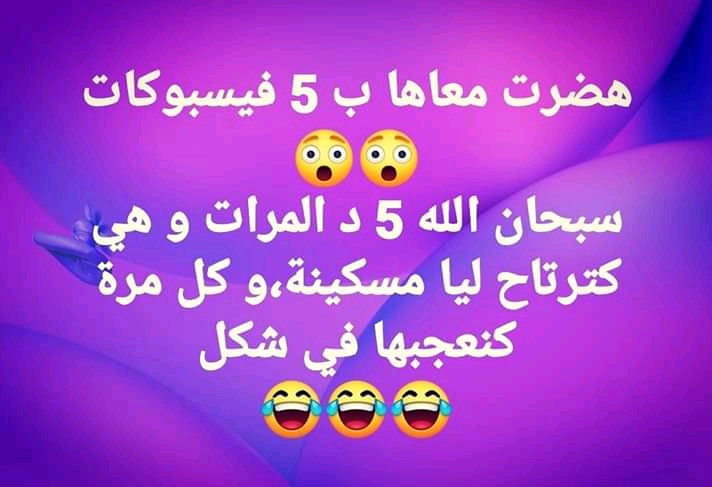 هضرت معاها ب 5 فيسبوكات
😲😲
سبحان الله 5 د المرات و هي
كترتاح ليا مسكينة،و كل مرة
كنعجبها في شكل
😂😂😂